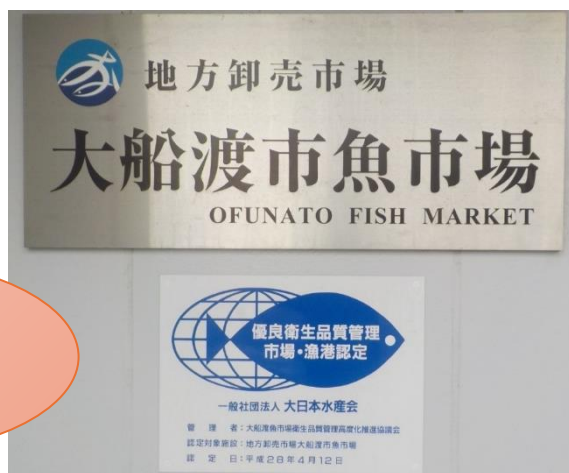 地方卸売市場
大船渡市魚市場
OFUNATO FISH MARKET
優良衛生品質管理
市場・漁港認定
一般社団法人 大日本水産会
管理者:大船渡魚市場衛生品質管理高度化推進協議会
認定対象施設:地方卸売市場大船渡市魚市場
認定日:平成28年4月12日